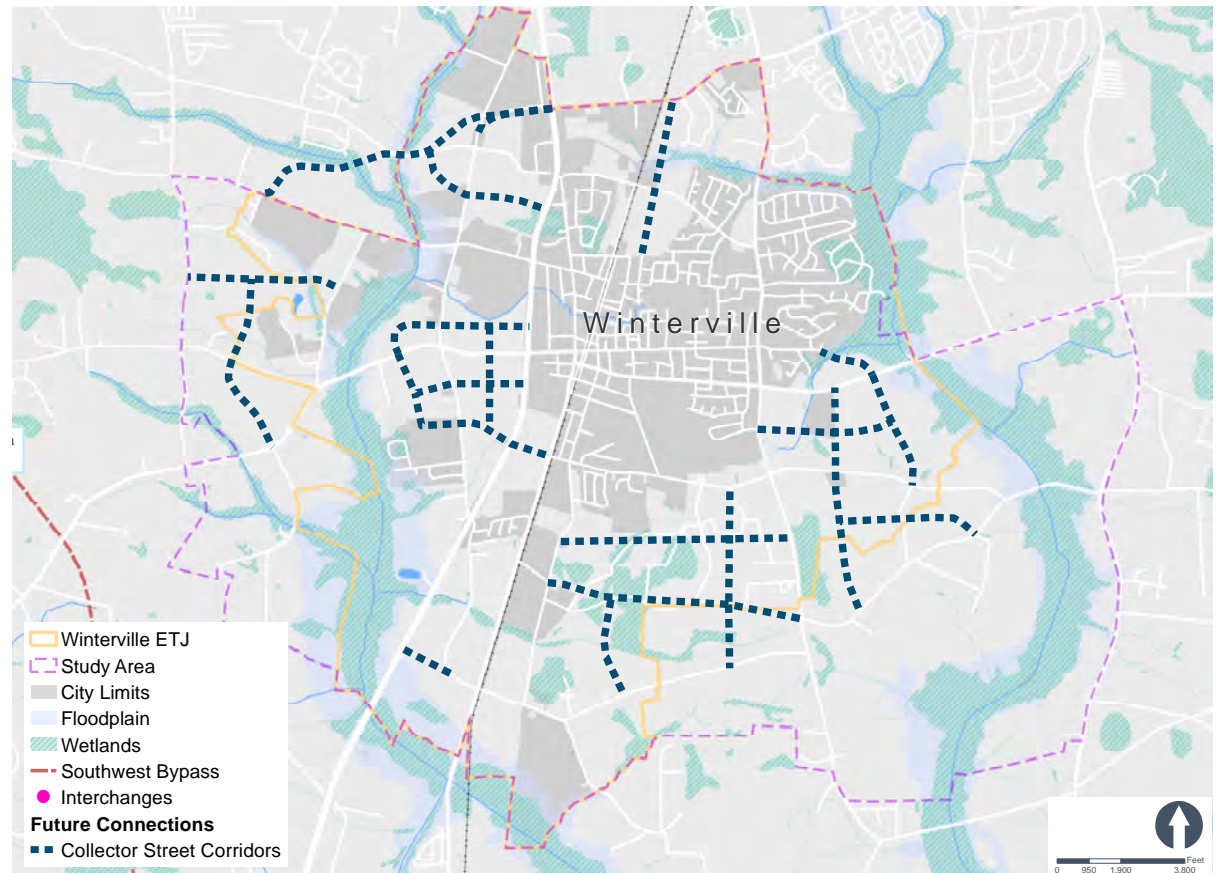 Winterville
a
Winterville ETJ
Study Area
City Limits
Floodplain
Wetlands
Southwest Bypass
Interchanges
Future Connections
Collector Street Corridors
Feet
0 950 1,900 3,800